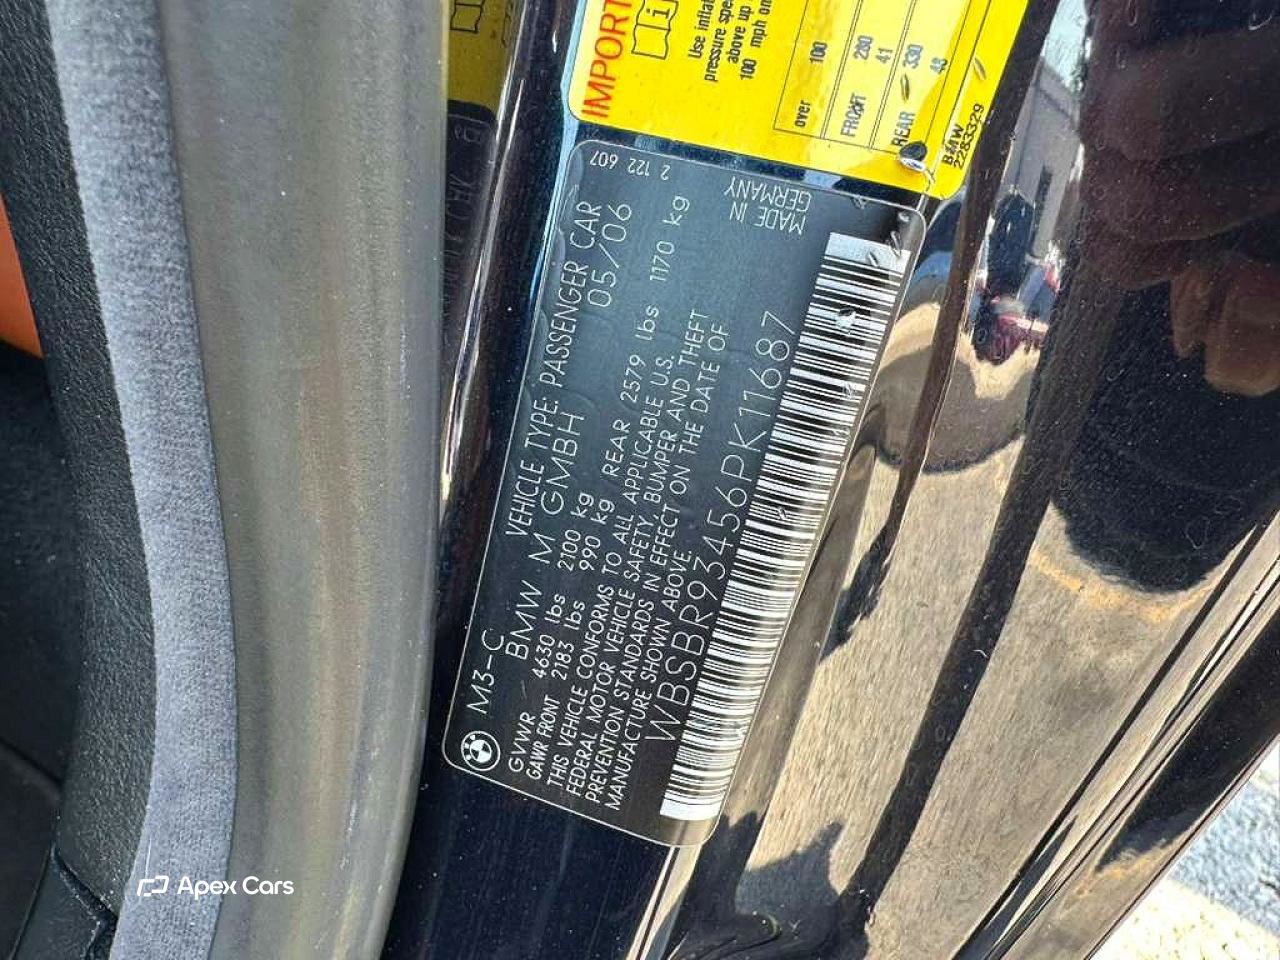 IMPORT
i
Use inflat
pressure spe
above up
100 mph on
over 100
FRONT 280
41
REAR 330
48
BMW
2283329
2 122 607
MADE IN
GERMANY
M3-C VEHICLE TYPE: PASSENGER CAR
BMW M GMBH 05/06
GVWR 4630 lbs 2100 kg
GAWR FRONT 2183 lbs 990 kg REAR 2579 lbs 1170 kg
THIS VEHICLE CONFORMS TO ALL APPLICABLE U.S.
FEDERAL MOTOR VEHICLE SAFETY, BUMPER AND THEFT
PREVENTION STANDARDS IN EFFECT ON THE DATE OF
MANUFACTURE SHOWN ABOVE.
WBSBR93456PK11687
Apex Cars